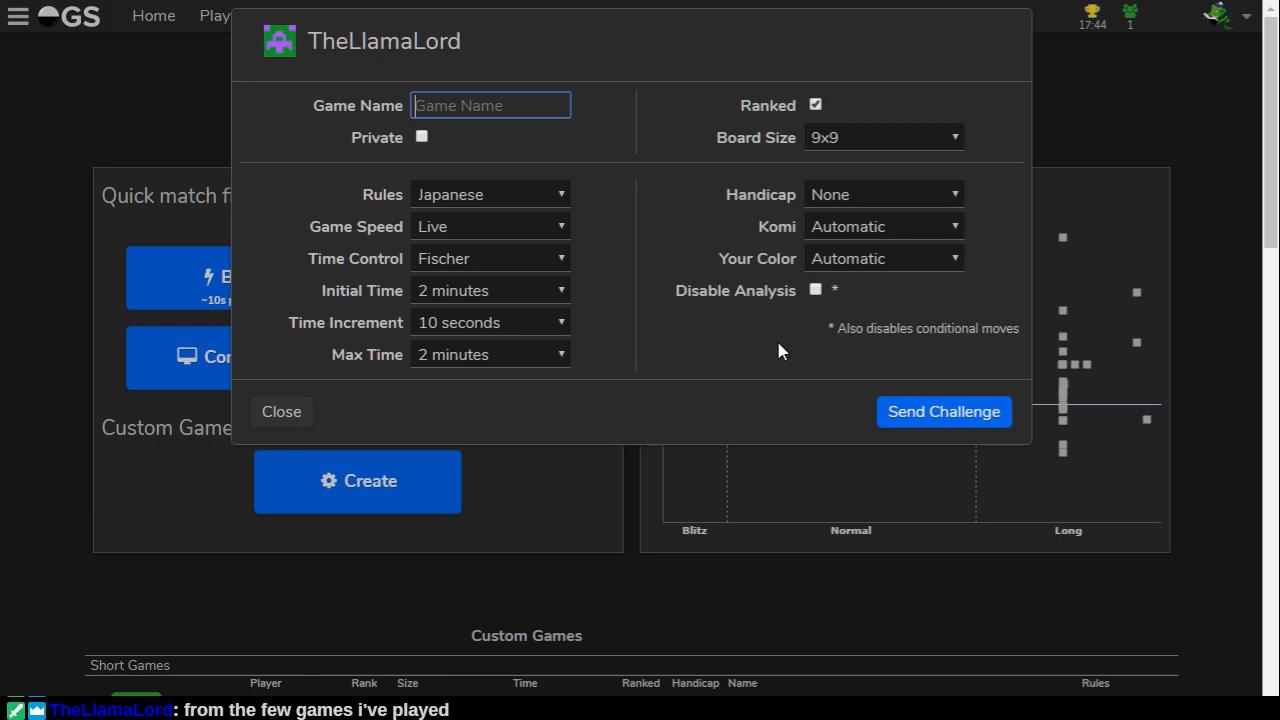 OGS Home Play 17:44 1
TheLlamaLord
Game Name Game Name Ranked
Private Board Size 9x9
Quick match fi
Rules Japanese Handicap None
Game Speed Live Komi Automatic
Time Control Fischer Your Color Automatic
B
~10s p
Initial Time 2 minutes Disable Analysis *
Time Increment 10 seconds * Also disables conditional moves
Cor
Max Time 2 minutes
Close Send Challenge
Custom Game
Create
Blitz Normal Long
Custom Games
Short Games
Player Rank Size Time Ranked Handicap Name Rules
TheLlamaLord: from the few games i've played